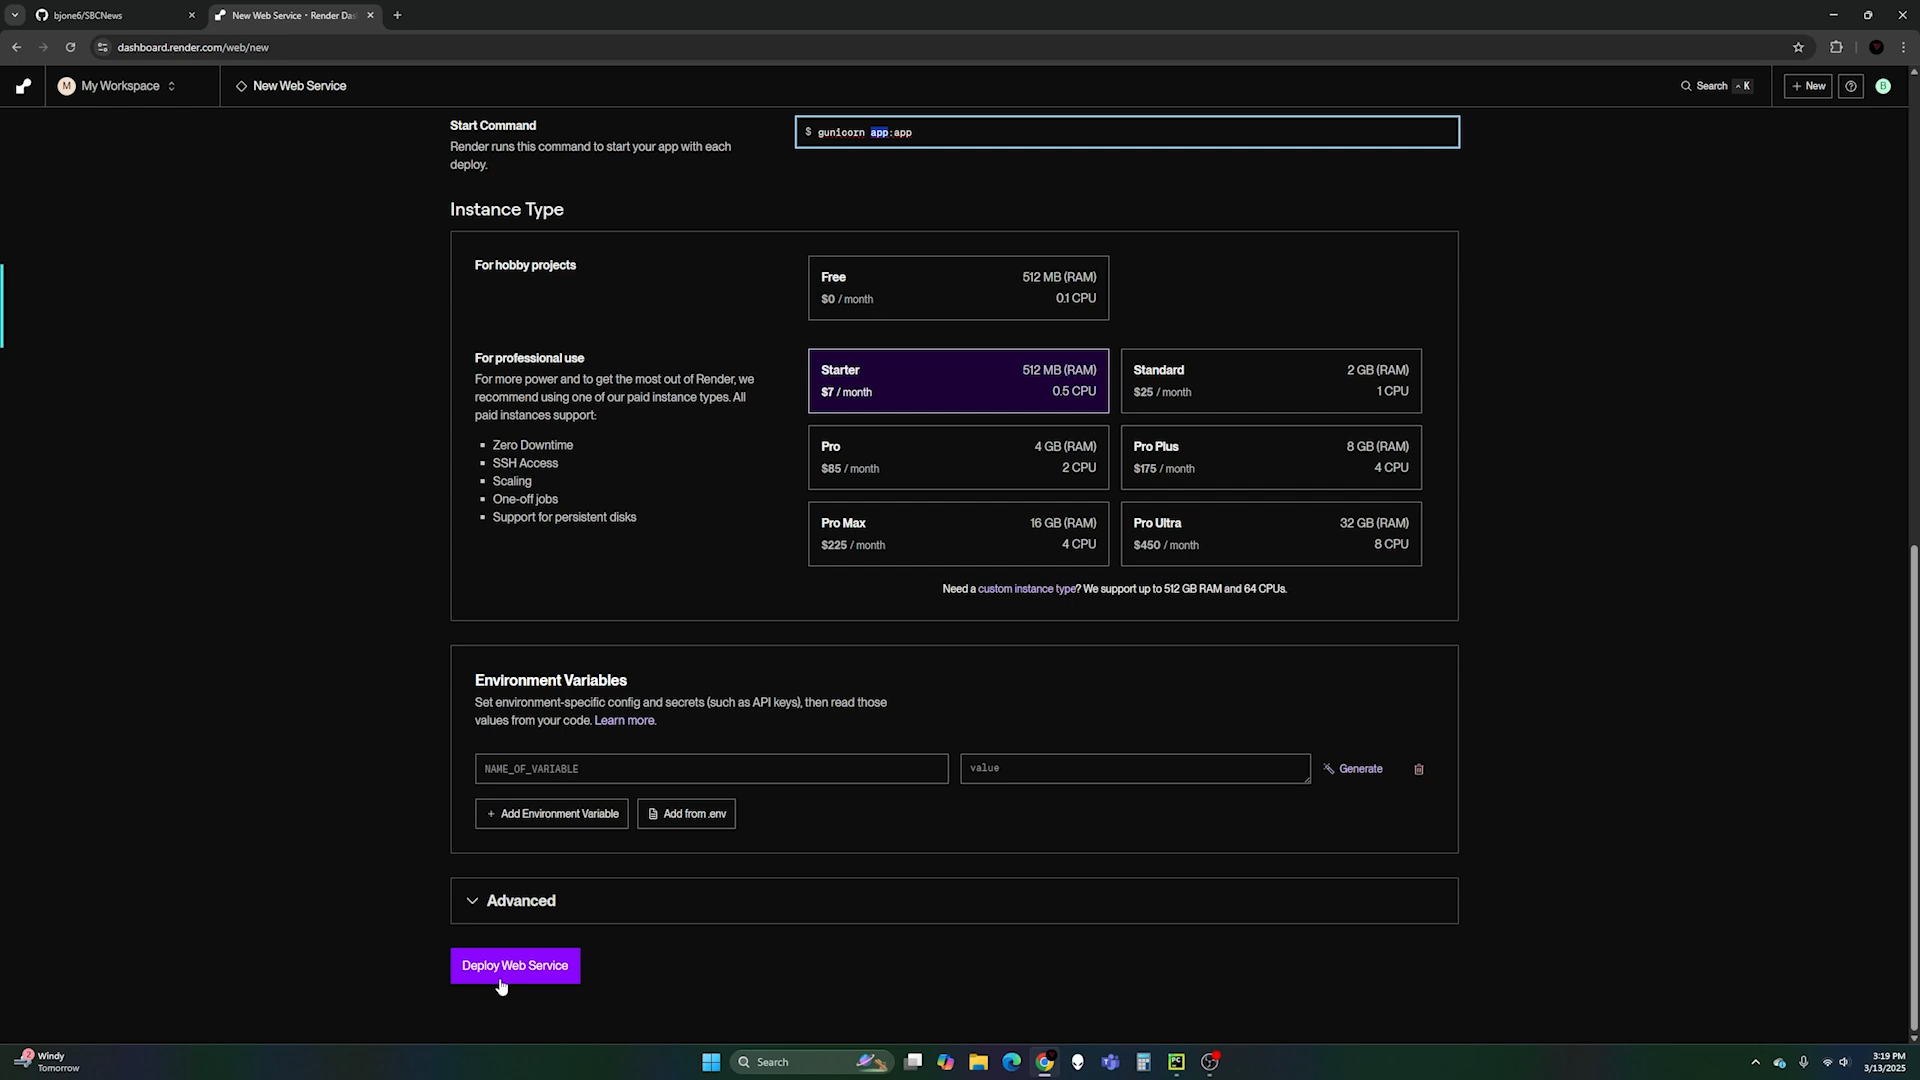 bjone6/SBCNews
New Web Service · Render Das
dashboard.render.com/web/new
M My Workspace
New Web Service
Search K
+ New
B
Start Command
Render runs this command to start your app with each
deploy.
$ gunicorn app:app
Instance Type
For hobby projects
Free 512 MB (RAM)
$0 / month 0.1 CPU
For professional use
For more power and to get the most out of Render, we
recommend using one of our paid instance types. All
paid instances support:
Zero Downtime
SSH Access
Scaling
One-off jobs
Support for persistent disks
Starter 512 MB (RAM)
$7 / month 0.5 CPU
Standard 2 GB (RAM)
$25 / month 1 CPU
Pro 4 GB (RAM)
$85 / month 2 CPU
Pro Plus 8 GB (RAM)
$175 / month 4 CPU
Pro Max 16 GB (RAM)
$225 / month 4 CPU
Pro Ultra 32 GB (RAM)
$450 / month 8 CPU
Need a custom instance type? We support up to 512 GB RAM and 64 CPUs.
Environment Variables
Set environment-specific config and secrets (such as API keys), then read those
values from your code. Learn more.
NAME_OF_VARIABLE
value
Generate
+ Add Environment Variable
Add from .env
Advanced
Deploy Web Service
2
Windy
Tomorrow
Search
3:19 PM
3/13/2025